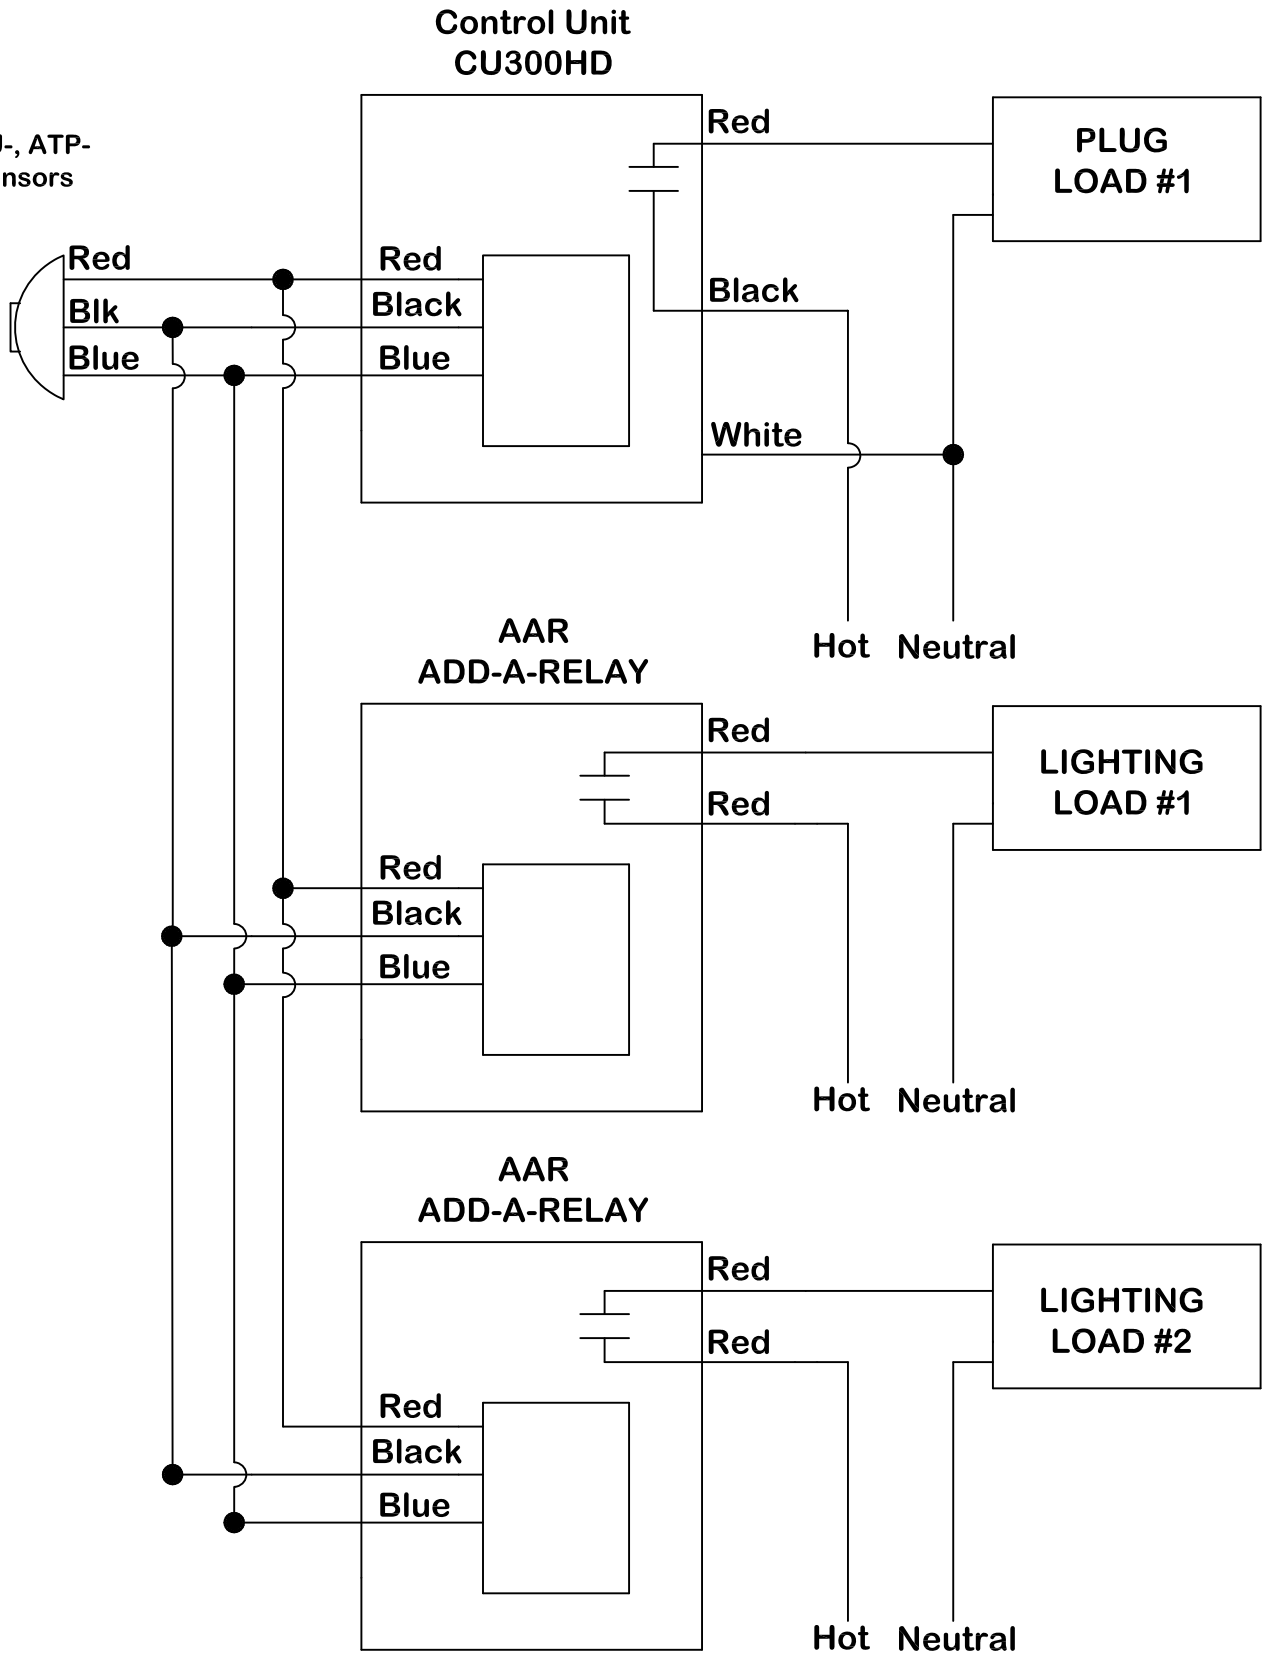 Control Unit
CU300HD
-, ATP-
Red
PLUG
LOAD #1
Red
Red
Blk
Black
Black
Blue
Blue
White
Hot
Neutral
AAR
ADD-A-RELAY
Red
LIGHTING
LOAD #1
Red
Red
Black
Blue
Hot
Neutral
AAR
ADD-A-RELAY
Red
LIGHTING
LOAD #2
Red
Red
Black
Blue
Hot
Neutral